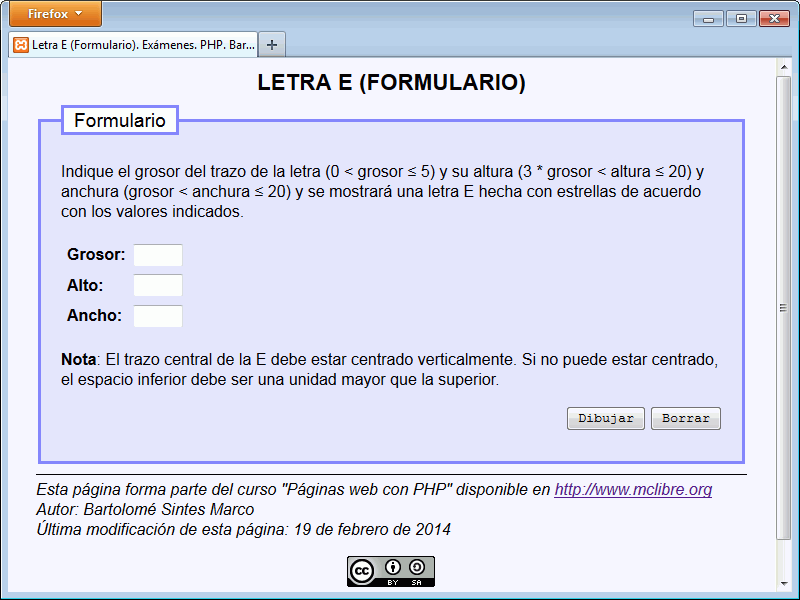 Firefox
Letra E (Formulario). Exámenes. PHP. Bar...
LETRA E (FORMULARIO)
Formulario
Indique el grosor del trazo de la letra (0 < grosor ≤ 5) y su altura (3 * grosor < altura ≤ 20) y
anchura (grosor < anchura ≤ 20) y se mostrará una letra E hecha con estrellas de acuerdo
con los valores indicados.
Grosor:
Alto:
Ancho:
Nota: El trazo central de la E debe estar centrado verticalmente. Si no puede estar centrado,
el espacio inferior debe ser una unidad mayor que la superior.
Dibujar Borrar
Esta página forma parte del curso "Páginas web con PHP" disponible en http://www.mclibre.org
Autor: Bartolomé Sintes Marco
Última modificación de esta página: 19 de febrero de 2014
cc
BY SA